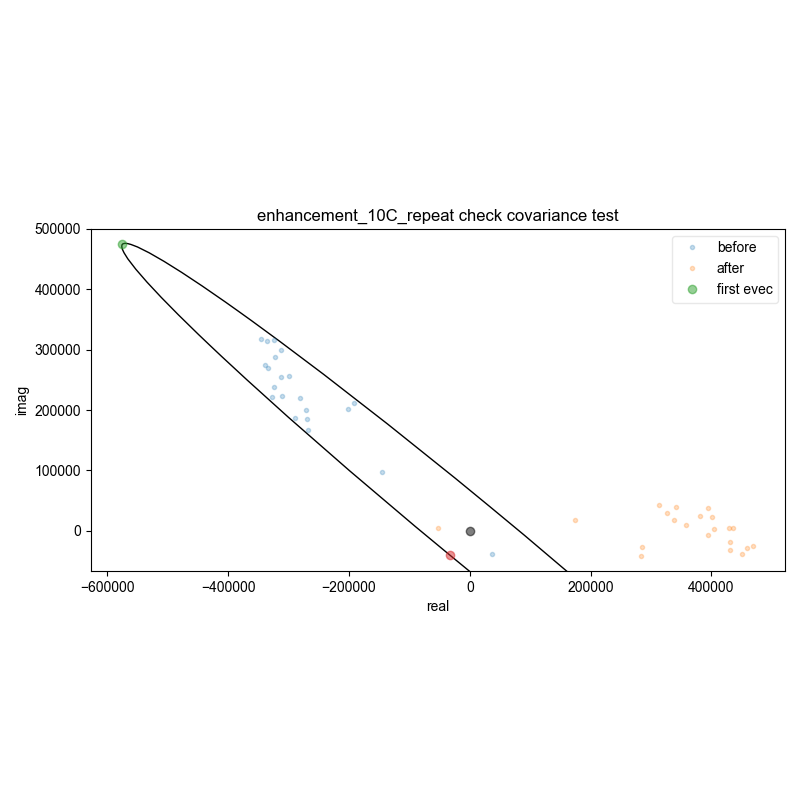 enhancement_10C_repeat check covariance test
500000
400000
300000
200000
100000
0
imag
before
after
first evec
−600000
−400000
−200000
0
200000
400000
real